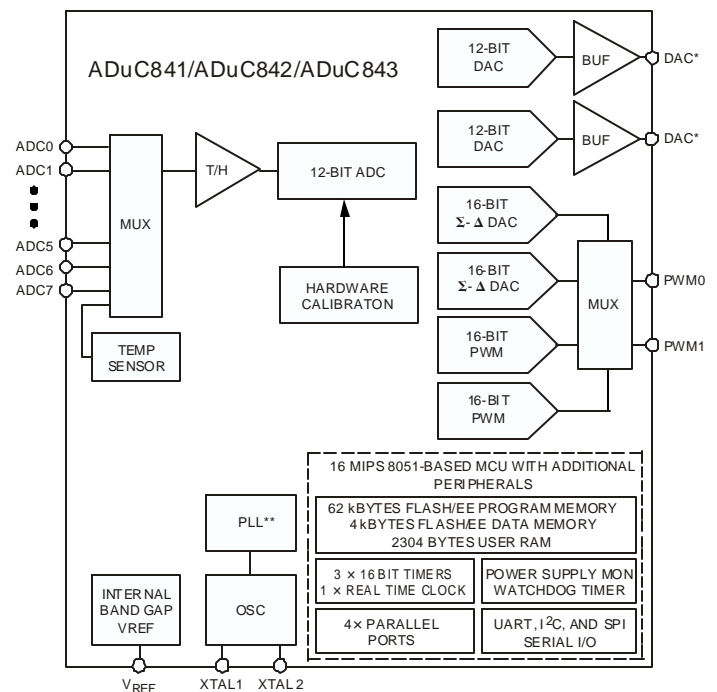 ADuC841/ADuC842/ADuC843
12-BIT
DAC
BUF
DAC*
12-BIT
DAC
BUF
DAC*
ADC0
ADC1
ADC5
ADC6
ADC7
MUX
T/H
12-BIT ADC
HARDWARE
CALIBRATON
TEMP
SENSOR
16-BIT
Σ-Δ DAC
16-BIT
Σ-Δ DAC
16-BIT
PWM
16-BIT
PWM
MUX
PWM0
PWM1
16 MIPS 8051-BASED MCU WITH ADDITIONAL
PERIPHERALS
62 kBYTES FLASH/EE PROGRAM MEMORY
4 kBYTES FLASH/EE DATA MEMORY
2304 BYTES USER RAM
3 × 16 BIT TIMERS
1 × REAL TIME CLOCK
POWER SUPPLY MON
WATCHDOG TIMER
4× PARALLEL
PORTS
UART, I2C, AND SPI
SERIAL I/O
PLL**
OSC
INTERNAL
BAND GAP
VREF
VREF
XTAL1
XTAL2